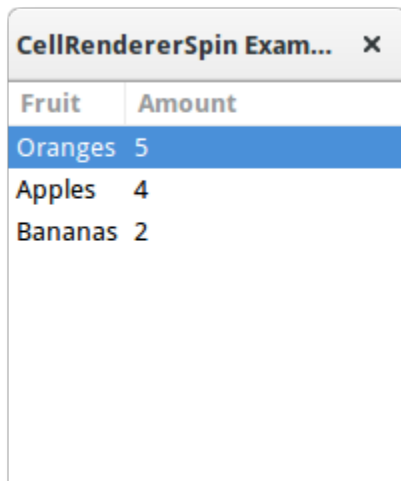 CellRendererSpin Exam...
Fruit Amount
Oranges 5
Apples 4
Bananas 2